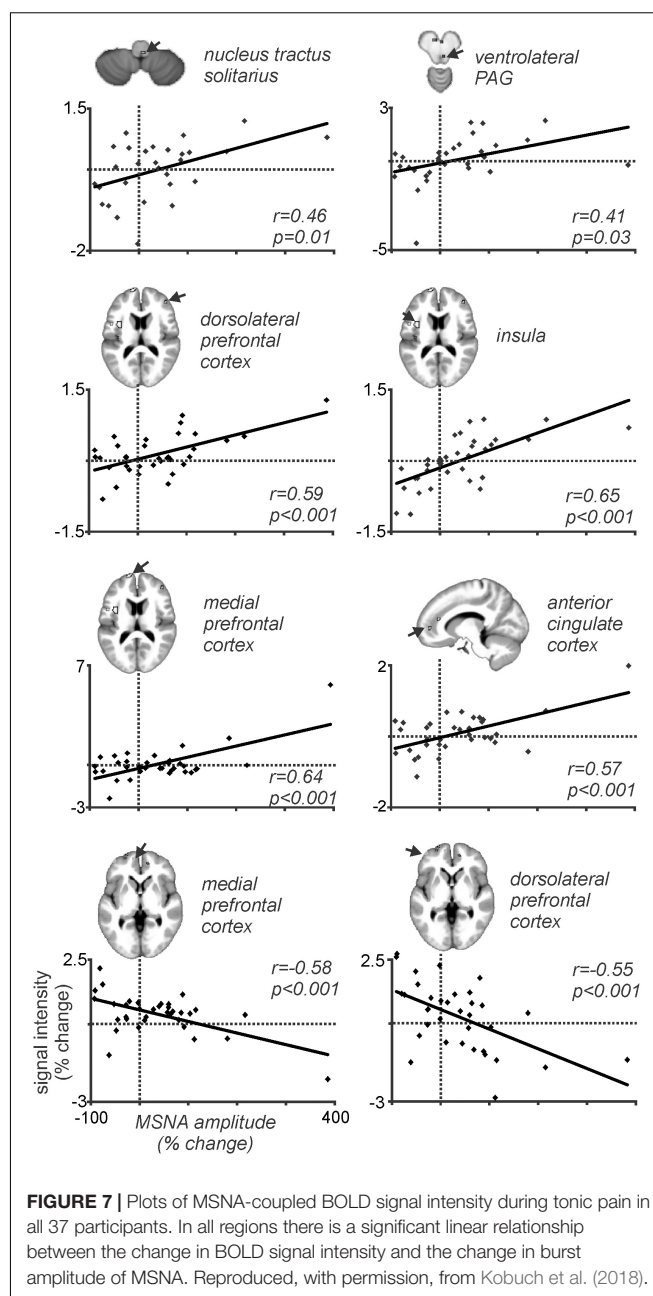 nucleus tractus
solitarius
1.5
-2
r=0.46
p=0.01
ventrolateral
PAG
3
-5
r=0.41
p=0.03
dorsolateral
prefrontal
cortex
1.5
-1.5
r=0.59
p<0.001
insula
1.5
-1.5
r=0.65
p<0.001
medial
prefrontal
cortex
7
-3
r=0.64
p<0.001
anterior
cingulate
cortex
2
-2
r=0.57
p<0.001
medial
prefrontal
cortex
2.5
-3
r=-0.58
p<0.001
signal intensity
(% change)
-100
400
MSNA amplitude
(% change)
dorsolateral
prefrontal
cortex
2.5
-3
r=-0.55
p<0.001
FIGURE 7 | Plots of MSNA-coupled BOLD signal intensity during tonic pain in
all 37 participants. In all regions there is a significant linear relationship
between the change in BOLD signal intensity and the change in burst
amplitude of MSNA. Reproduced, with permission, from Kobuch et al. (2018).